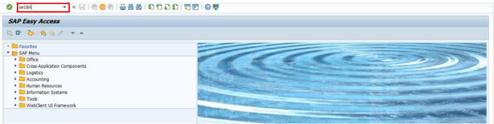 SAP Easy Access
Favorites
SAP Menu
Office
Cross-Application Components
Logistics
Accounting
Human Resources
Information Systems
Tools
WebClient UI Framework